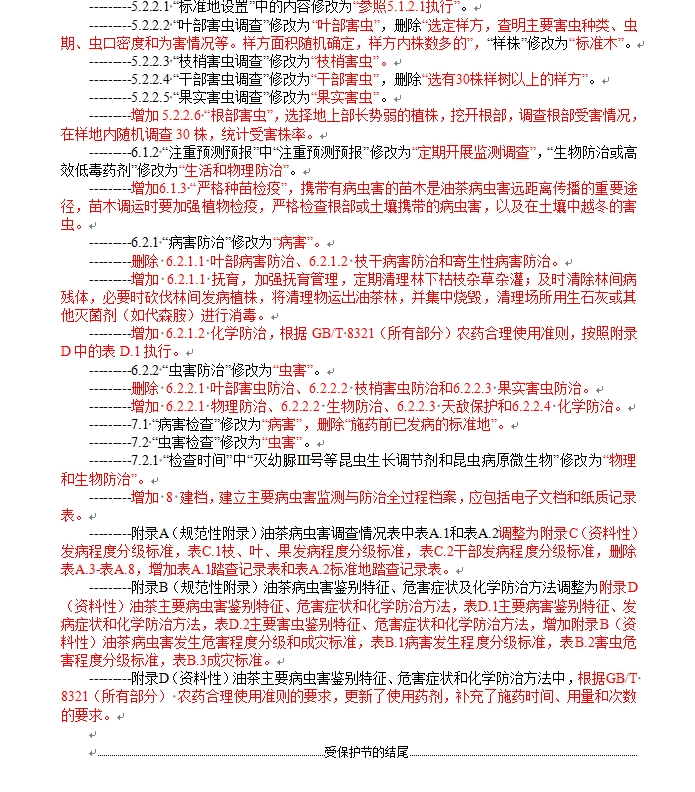 ---------5.2.2.1 “标准地设置”中的内容修改为“参照5.1.2.1执行”。
---------5.2.2.2 “叶部害虫调查”修改为“叶部害虫”，删除“选定样方，查明主要害虫种类、虫
期、虫口密度和为害情况等。样方面积随机确定，样方内株数多的”，“样株”修改为“标准木”。
---------5.2.2.3 “枝梢害虫调查”修改为“枝梢害虫”。
---------5.2.2.4 “干部害虫调查”修改为“干部害虫”，删除“选有30株样树以上的样方”。
---------5.2.2.5 “果实害虫调查”修改为“果实害虫”。
---------增加 5.2.2.6 “根部害虫”，选择地上部长势弱的植株，挖开根部，调查根部受害情况，
在样地内随机调查 30 株，统计受害株率。
---------6.1.2 “注重预测预报”中“注重预测预报”修改为“定期开展监测调查”，“生物防治或高
效低毒药剂”修改为“生活和物理防治”。
---------增加6.1.3 “严格种苗检疫”，携带有病虫害的苗木是油茶病虫害远距离传播的重要途
径，苗木调运时要加强植物检疫，严格检查根部或土壤携带的病虫害，以及在土壤中越冬的害
虫。
---------6.2.1 “病害防治”修改为“病害”。
---------删除 6.2.1.1 叶部病害防治、6.2.1.2 枝干病害防治和寄生性病害防治。
---------增加 6.2.1.1 抚育，加强抚育管理，定期清理林下枯枝杂草杂灌；及时清除林间病
残体，必要时砍伐林间发病植株，将清理物运出油茶林，并集中烧毁，清理场所用生石灰或其
他灭菌剂（如代森胺）进行消毒。
---------增加 6.2.1.2 化学防治，根据 GB/T 8321（所有部分）农药合理使用准则，按照附录
D 中的表 D.1 执行。
---------6.2.2 “虫害防治”修改为“虫害”。
---------删除 6.2.2.1 叶部害虫防治、6.2.2.2 枝梢害虫防治和6.2.2.3 果实害虫防治。
---------增加 6.2.2.1 物理防治、6.2.2.2 生物防治、6.2.2.3 天敌保护和6.2.2.4 化学防治。
---------7.1 “病害检查”修改为“病害”，删除“施药前已发病的标准地”。
---------7.2 “虫害检查”修改为“虫害”。
---------7.2.1 “检查时间”中“灭幼脲Ⅲ号等昆虫生长调节剂和昆虫病原微生物”修改为“物理
和生物防治”。
---------增加 8 建档，建立主要病虫害监测与防治全过程档案，应包括电子文档和纸质记录
表。
---------附录A（规范性附录）油茶病虫害调查情况表中表A.1和表A.2调整为附录C（资料性）
发病程度分级标准，表C.1枝、叶、果发病程度分级标准，表C.2干部发病程度分级标准，删除
表A.3-表A.8，增加表A.1踏查记录表和表A.2标准地踏查记录表。
---------附录B（规范性附录）油茶病虫害鉴别特征、危害症状及化学防治方法调整为附录D
（资料性）油茶主要病虫害鉴别特征、危害症状和化学防治方法，表D.1主要病害鉴别特征、发
病症状和化学防治方法，表D.2主要害虫鉴别特征、危害症状和化学防治方法，增加附录B（资
料性）油茶病虫害发生危害程度分级和成灾标准，表B.1病害发生程度分级标准，表B.2害虫危
害程度分级标准，表B.3成灾标准。
---------附录D（资料性）油茶主要病虫害鉴别特征、危害症状和化学防治方法中，根据GB/T
8321（所有部分） 农药合理使用准则的要求，更新了使用药剂，补充了施药时间、用量和次数
的要求。
受保护节的结尾